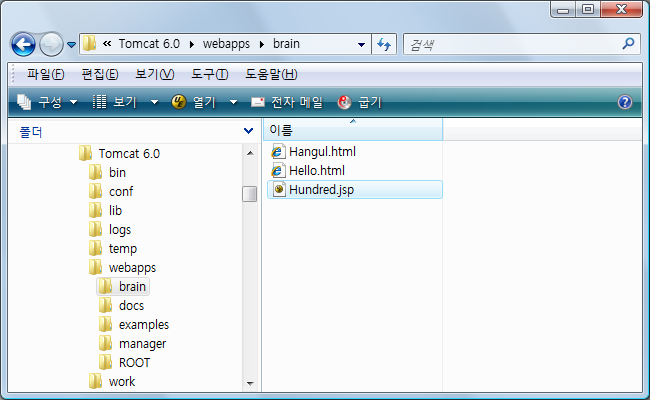 « Tomcat 6.0 ▸ webapps ▸ brain
검색
파일(F) 편집(E) 보기(V) 도구(T) 도움말(H)
구성 보기 열기 전자 메일 굽기
폴더
이름
Tomcat 6.0
bin
conf
lib
logs
temp
webapps
brain
docs
examples
manager
ROOT
work
Hangul.html
Hello.html
Hundred.jsp